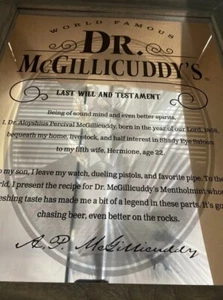 WORLD FAMOUS
DR.
McGILLICUDDY'S
LAST WILL AND TESTAMENT
Being of sound mind and even better spirits,
I, Dr. Aloysius Percival McGillicuddy, born in the year of our Lord, 1808,
bequeath my home, livestock, and half interest in Shady Eye Saloon
to my fifth wife, Hermione, age 22.
to my son, I leave my watch, dueling pistols, and favorite pipe. To the
rld, I present the recipe for Dr. McGillicuddy's Mentholmint whose
freshing taste has made me a bit of a legend in these parts. It's go
chasing beer, even better on the rocks.
A.P. McGillicuddy